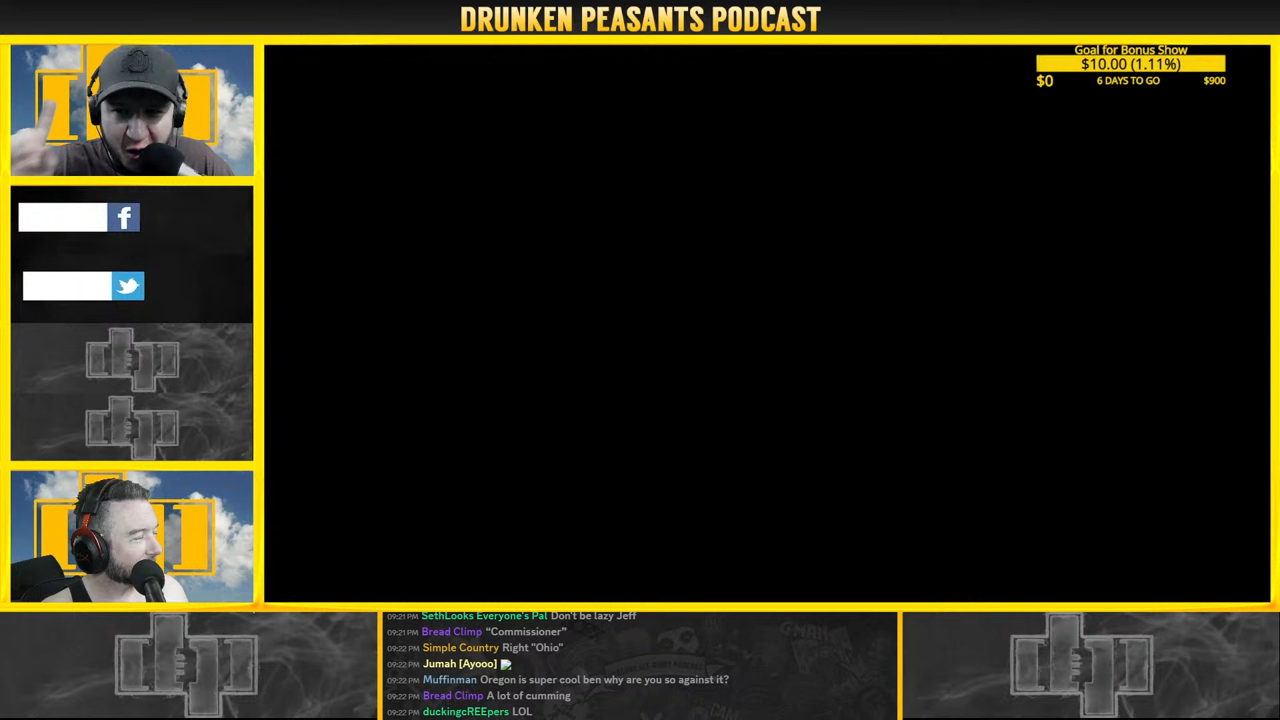 DRUNKEN PEASANTS PODCAST
Goal for Bonus Show
$10.00 (1.11%)
$0 6 DAYS TO GO $900
f
09:21 PM SethLooks Everyone's Pal Don't be lazy Jeff
09:21 PM Bread Climp “Commissioner”
09:22 PM Simple Country Right "Ohio"
09:22 PM Jumah [Ayooo]
09:22 PM Muffinman Oregon is super cool ben why are you so against it?
09:22 PM Bread Climp A lot of cumming
09:22 PM duckingcREEpers LOL